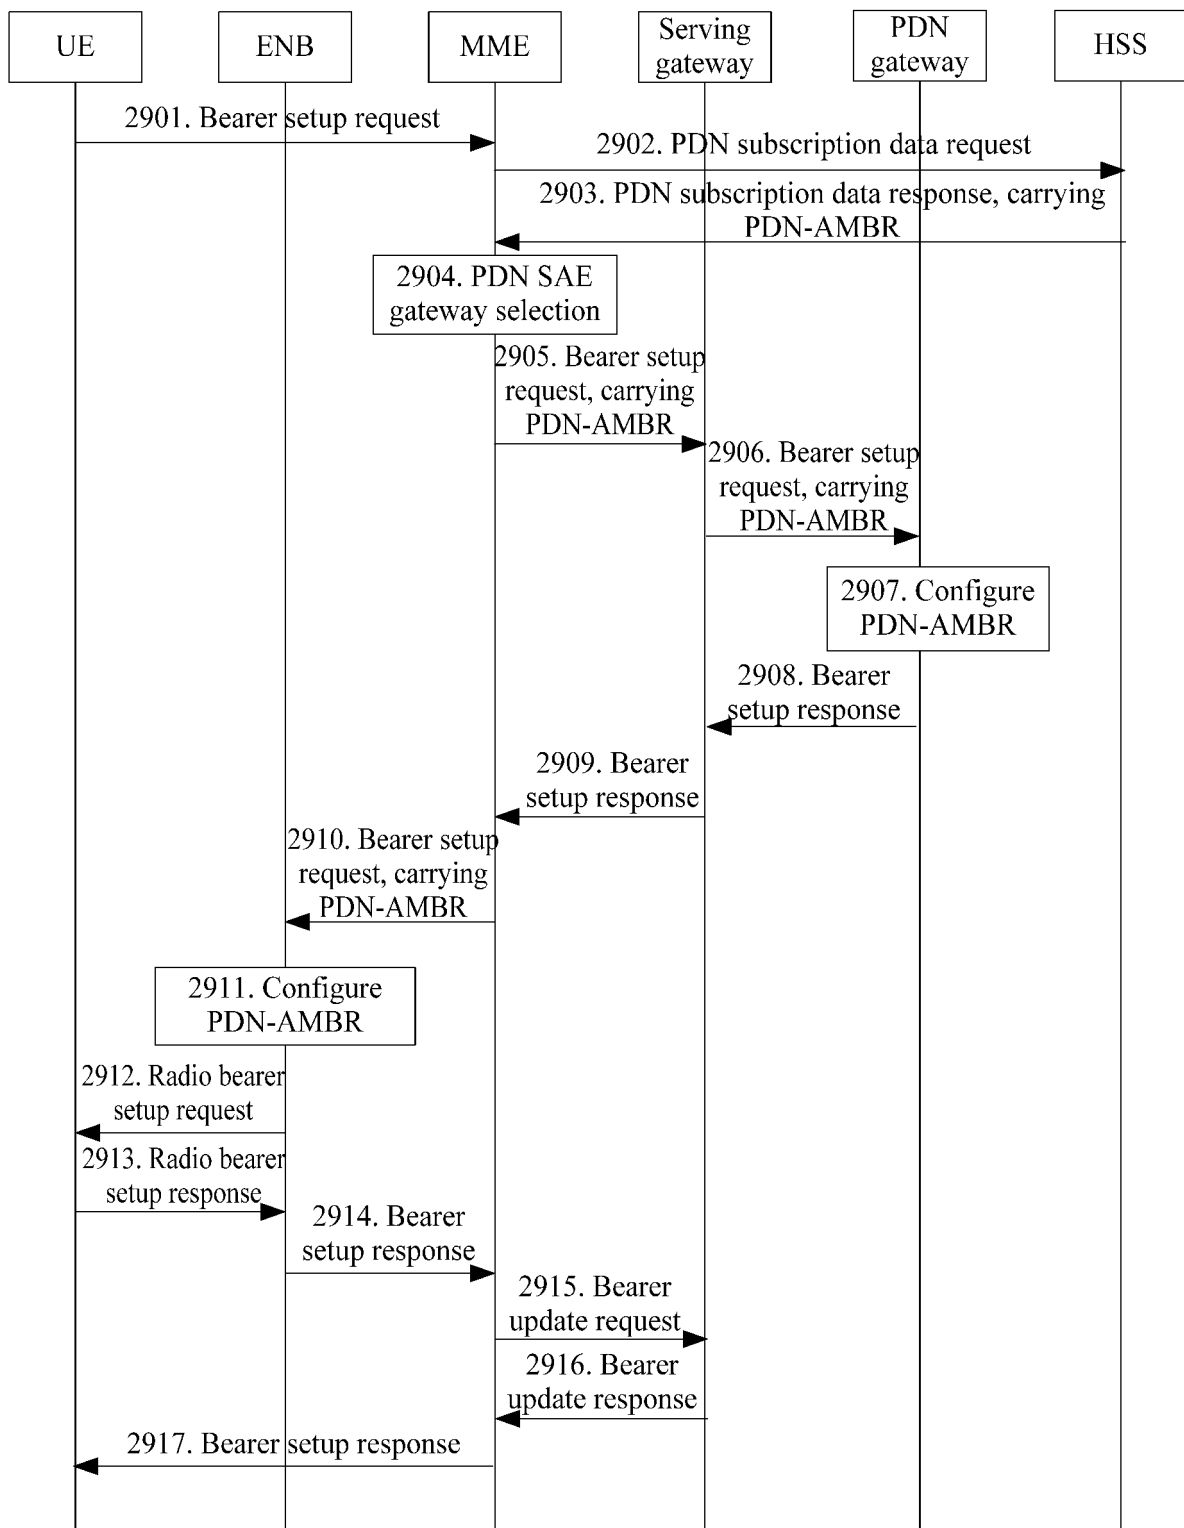 UE
ENB
MME
Serving
gateway
PDN
gateway
HSS
2901. Bearer setup request
2902. PDN subscription data request
2903. PDN subscription data response, carrying
PDN-AMBR
2904. PDN SAE
gateway selection
2905. Bearer setup
request, carrying
PDN-AMBR
2906. Bearer setup
request, carrying
PDN-AMBR
2907. Configure
PDN-AMBR
2908. Bearer
setup response
2909. Bearer
setup response
2910. Bearer setup
request, carrying
PDN-AMBR
2911. Configure
PDN-AMBR
2912. Radio bearer
setup request
2913. Radio bearer
setup response
2914. Bearer
setup response
2915. Bearer
update request
2916. Bearer
update response
2917. Bearer setup response